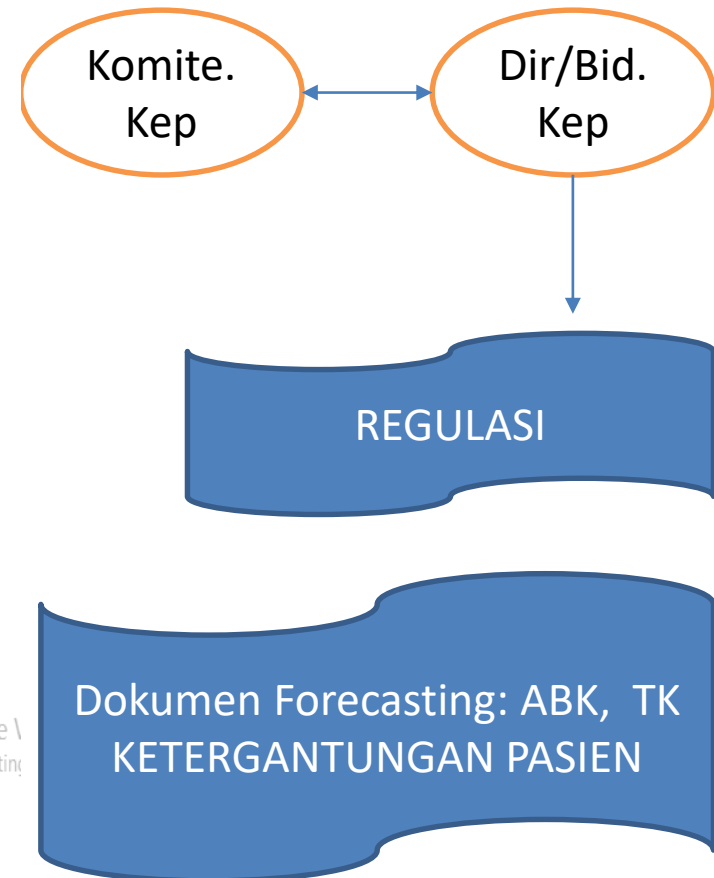 Komite.
Kep
Dir/Bid.
Kep
REGULASI
Dokumen Forecasting: ABK, TK
KETERGANTUNGAN PASIEN